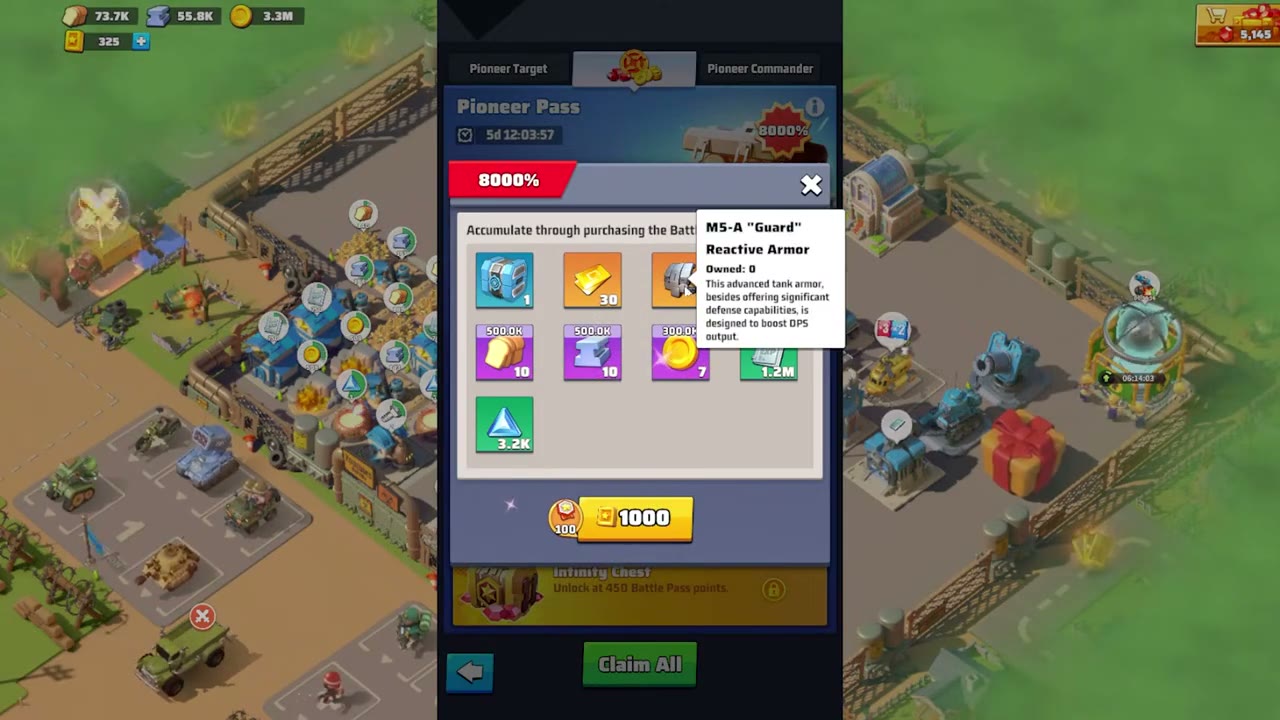 73.7K
55.8K
3.3M
325
5,145
Pioneer Target
Pioneer Commander
Pioneer Pass
5d 12:03:57
8000%
8000%
Accumulate through purchasing the Batt
M5-A "Guard"
Reactive Armor
Owned: 0
This advanced tank armor,
besides offering significant
defense capabilities, is
designed to boost DPS
output.
1
30
500.0K
10
500.0K
10
300.0K
7
1.2M
3.2K
100
1000
Infinity Chest
Unlock at 450 Battle Pass points.
Claim All
06:14:03
1